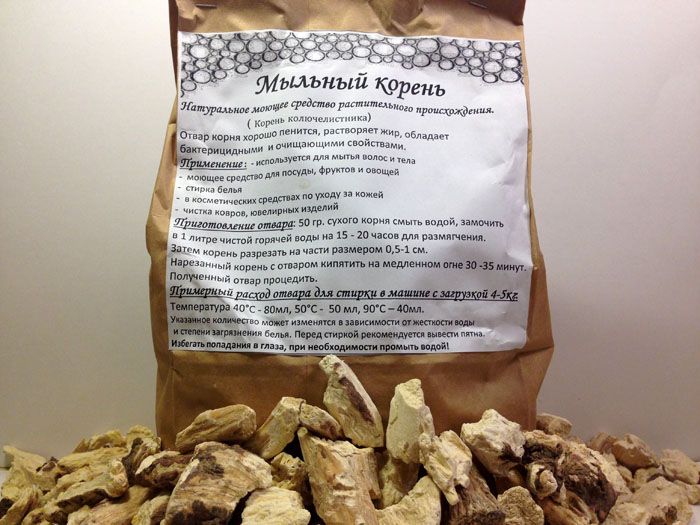 Мыльный корень
Натуральное моющее средство растительного происхождения.
( Корень колючелистника)
Отвар корня хорошо пенится, растворяет жир, обладает
бактерицидными и очищающими свойствами.
Применение: - используется для мытья волос и тела
- моющее средство для посуды, фруктов и овощей
- стирка белья
- в косметических средствах по уходу за кожей
- чистка ковров, ювелирных изделий
Приготовление отвара: 50 гр. сухого корня смыть водой, замочить
в 1 литре чистой горячей воды на 15 - 20 часов для размягчения.
Затем корень разрезать на части размером 0,5-1 см.
Нарезанный корень с отваром кипятить на медленном огне 30 -35 минут.
Полученный отвар процедить.
Примерный расход отвара для стирки в машине с загрузкой 4-5кг.
Температура 40°С - 80мл, 50°С - 50 мл, 90°С – 40мл.
Указанное количество может изменятся в зависимости от жесткости воды
и степени загрязнения белья. Перед стиркой рекомендуется вывести пятна.
Избегать попадания в глаза, при необходимости промыть водой!